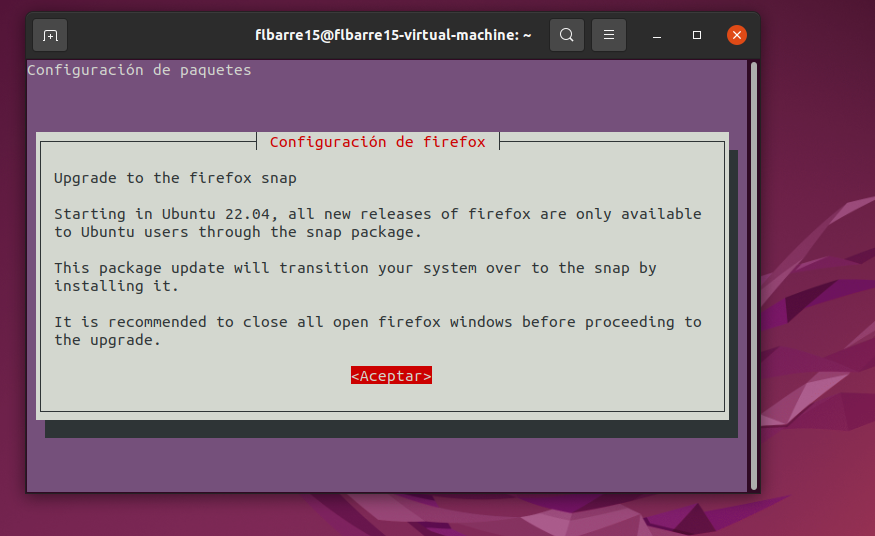 flbarre15@flbarre15-virtual-machine: ~
Configuración de paquetes
Configuración de firefox
Upgrade to the firefox snap
Starting in Ubuntu 22.04, all new releases of firefox are only available
to Ubuntu users through the snap package.
This package update will transition your system over to the snap by
installing it.
It is recommended to close all open firefox windows before proceeding to
the upgrade.
<Aceptar>